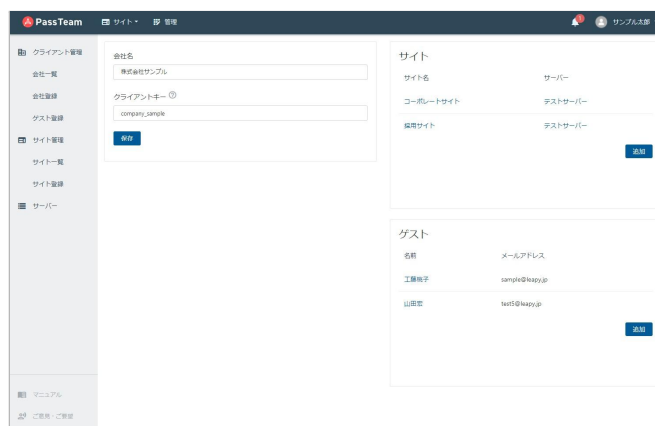 PassTeam
サイト
管理
1
サンプル太郎
クライアント管理
会社一覧
会社登録
ゲスト登録
サイト管理
サイト一覧
サイト登録
サーバー
マニュアル
ご意見・ご要望
会社名
株式会社サンプル
クライアントキー ?
company_sample
保存
サイト
サイト名 サーバー
コーポレートサイト テストサーバー
採用サイト テストサーバー
追加
ゲスト
名前 メールアドレス
工藤桃子 sample@leapy.jp
山田宏 test5@leapy.jp
追加